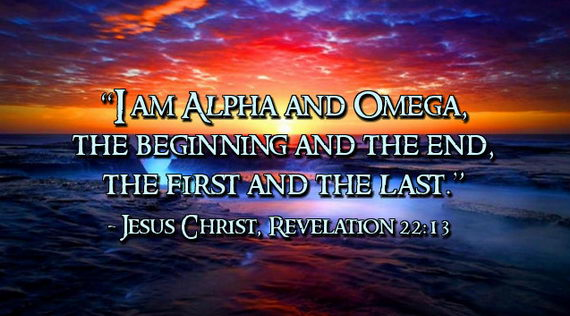 “I am Alpha and Omega,
the beginning and the end,
the first and the last.”
- Jesus Christ, Revelation 22:13